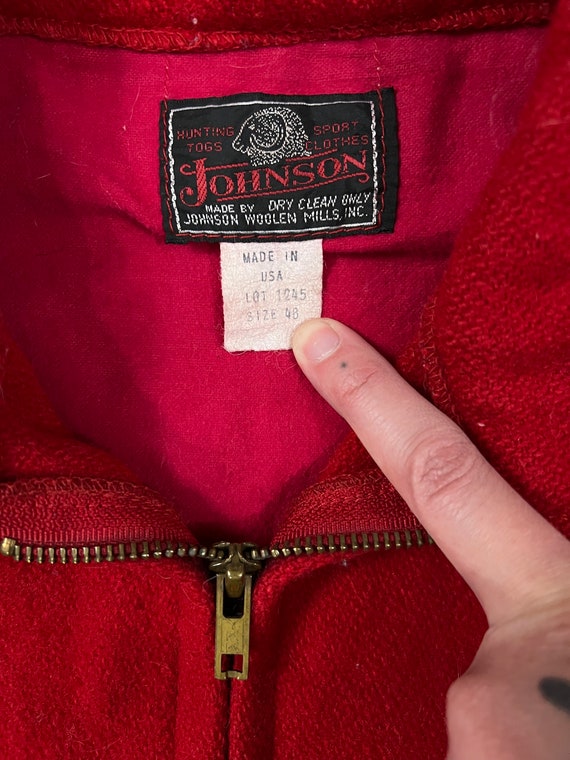 HUNTING SPORT
TOGS CLOTHES
JOHNSON
MADE BY DRY CLEAN ONLY
JOHNSON WOOLEN MILLS, INC.
MADE IN
USA
LOT 1245
SIZE 48